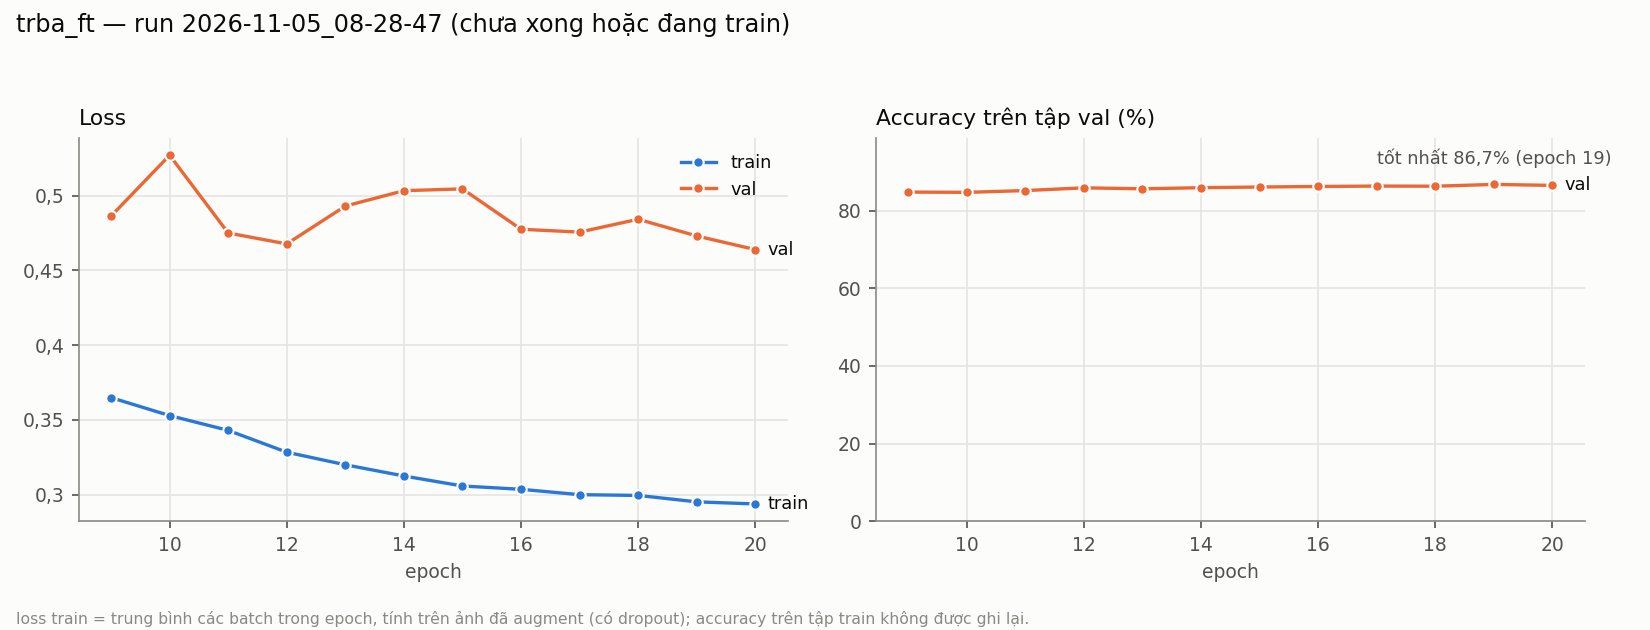 trba_ft — run 2026-11-05_08-28-47 (chưa xong hoặc đang train)
Loss
train
val
0,5
0,45
0,4
0,35
0,3
val
train
10 12 14 16 18 20
epoch
Accuracy trên tập val (%)
tốt nhất 86,7% (epoch 19)
val
80
60
40
20
0
10 12 14 16 18 20
epoch
loss train = trung bình các batch trong epoch, tính trên ảnh đã augment (có dropout); accuracy trên tập train không được ghi lại.